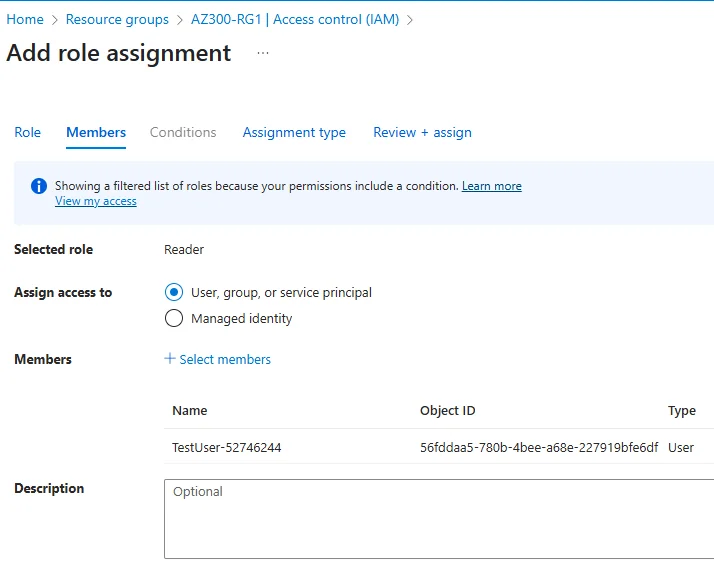 Home > Resource groups > AZ300-RG1 | Access control (IAM) >
Add role assignment ...
Role Members Conditions Assignment type Review + assign
Showing a filtered list of roles because your permissions include a condition. Learn more
View my access
Selected role Reader
Assign access to User, group, or service principal
Managed identity
Members + Select members
Name Object ID Type
TestUser-52746244 56fddaa5-780b-4bee-a68e-227919bfe6df User
Description Optional